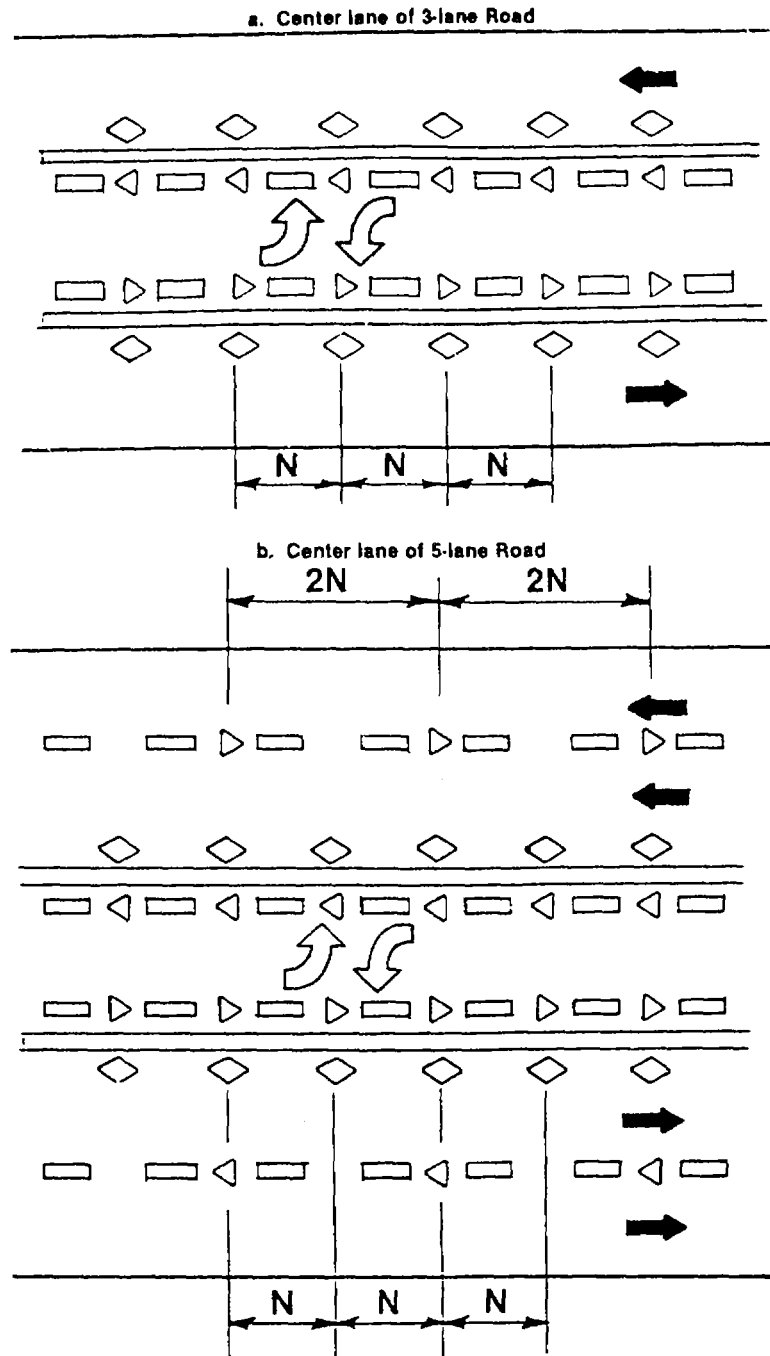 a. Center lane of 3-lane Road
N N N
b. Center lane of 5-lane Road
2N 2N
N N N